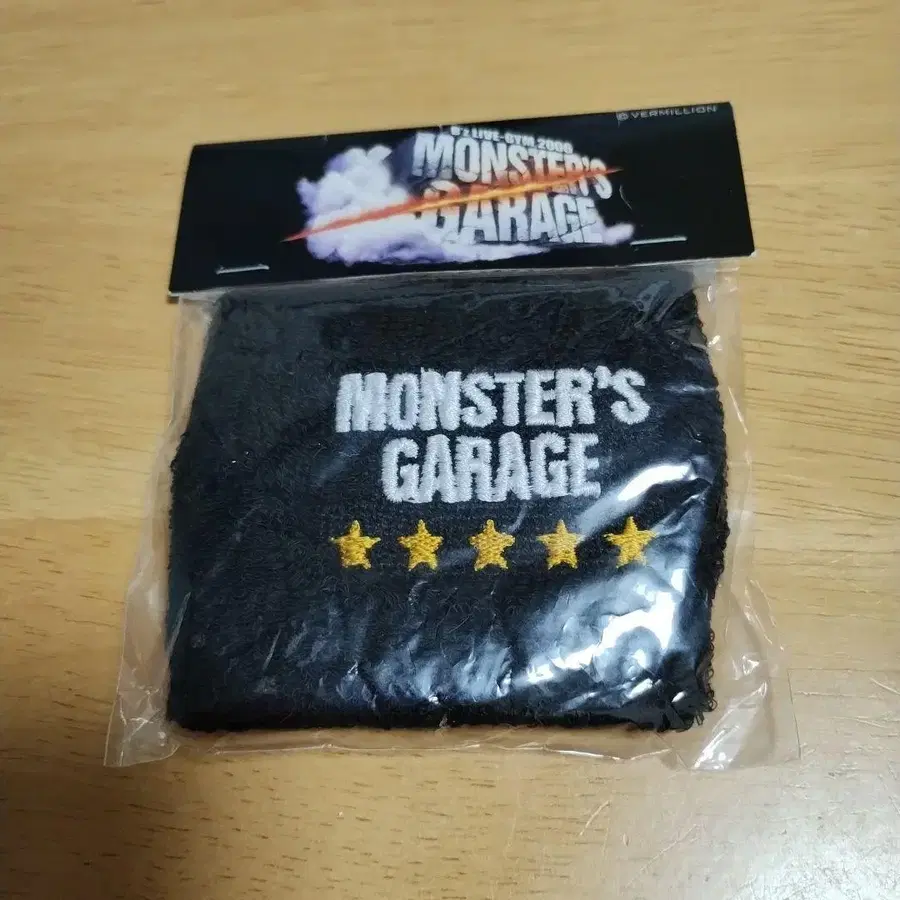 © VERMILLION
B'z LIVE-GYM 2006
MONSTER'S
GARAGE
MONSTER'S
GARAGE